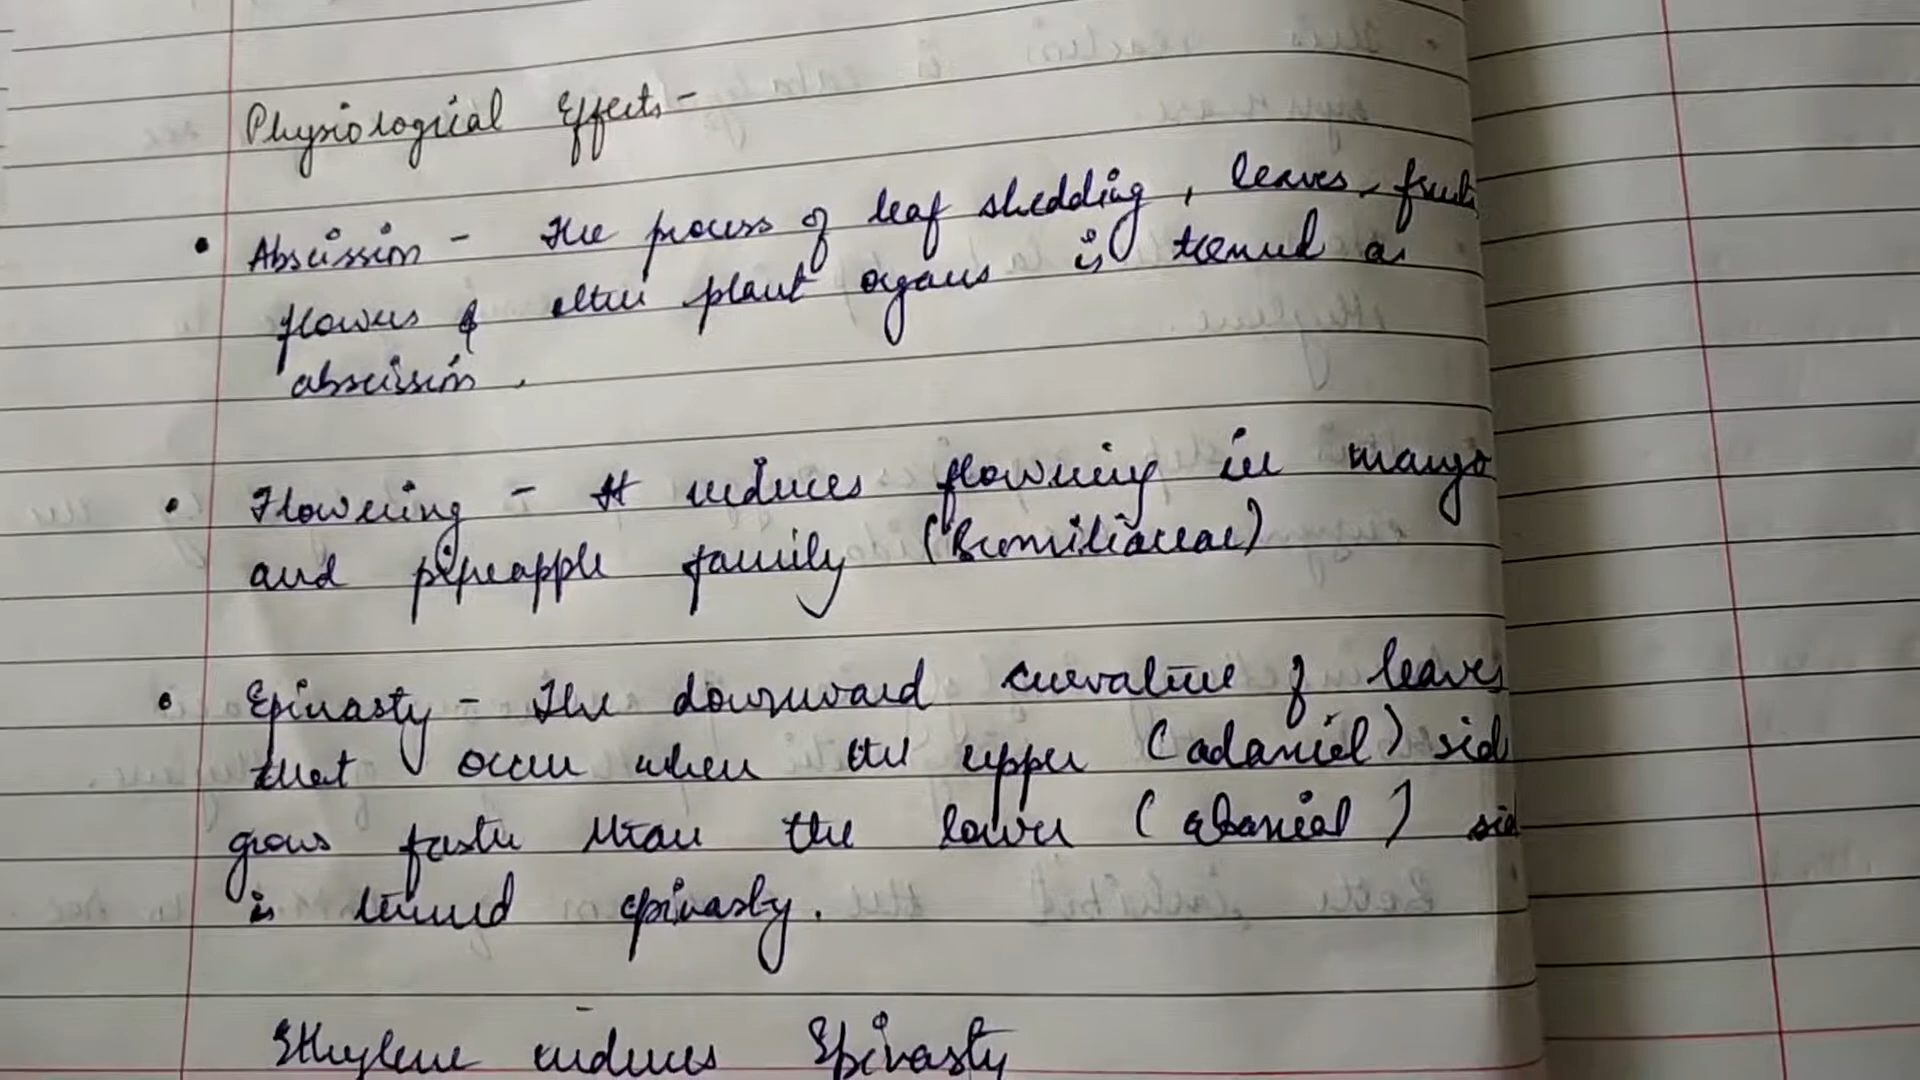 Physiological Effects-
• Abscission - The process of leaf shedding, leaves, fruits
flowers & other plant organs is termed as
abscission.
• Flowering - It induces flowering in mango
and pipeapple family (Bromiliaceae)
• Epinasty - The downward curvature of leaves
that occur when the upper (adaxial) side
grows faster than the lower (abaxial) side
is termed epinasty.
Ethylene induces Epinasty